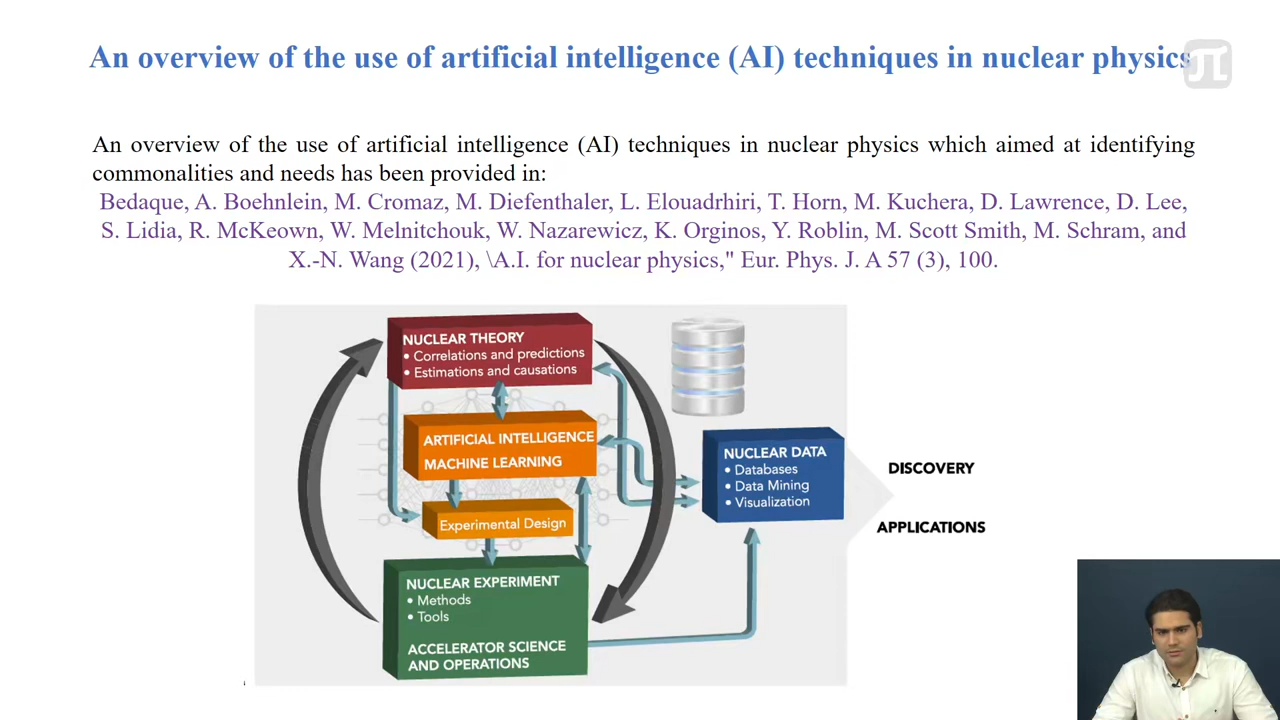 An overview of the use of artificial intelligence (AI) techniques in nuclear physics
An overview of the use of artificial intelligence (AI) techniques in nuclear physics which aimed at identifying
commonalities and needs has been provided in:
Bedaque, A. Boehnlein, M. Cromaz, M. Diefenthaler, L. Elouadrhiri, T. Horn, M. Kuchera, D. Lawrence, D. Lee,
S. Lidia, R. McKeown, W. Melnitchouk, W. Nazarewicz, K. Orginos, Y. Roblin, M. Scott Smith, M. Schram, and
X.-N. Wang (2021), \A.I. for nuclear physics," Eur. Phys. J. A 57 (3), 100.
NUCLEAR THEORY
• Correlations and predictions
• Estimations and causations
ARTIFICIAL INTELLIGENCE
MACHINE LEARNING
Experimental Design
NUCLEAR EXPERIMENT
• Methods
• Tools
ACCELERATOR SCIENCE
AND OPERATIONS
NUCLEAR DATA
• Databases
• Data Mining
• Visualization
DISCOVERY
APPLICATIONS